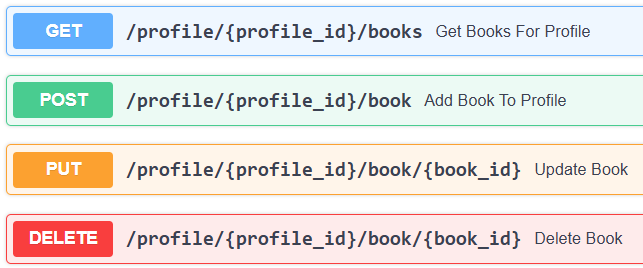 GET /profile/{profile_id}/books Get Books For Profile
POST /profile/{profile_id}/book Add Book To Profile
PUT /profile/{profile_id}/book/{book_id} Update Book
DELETE /profile/{profile_id}/book/{book_id} Delete Book